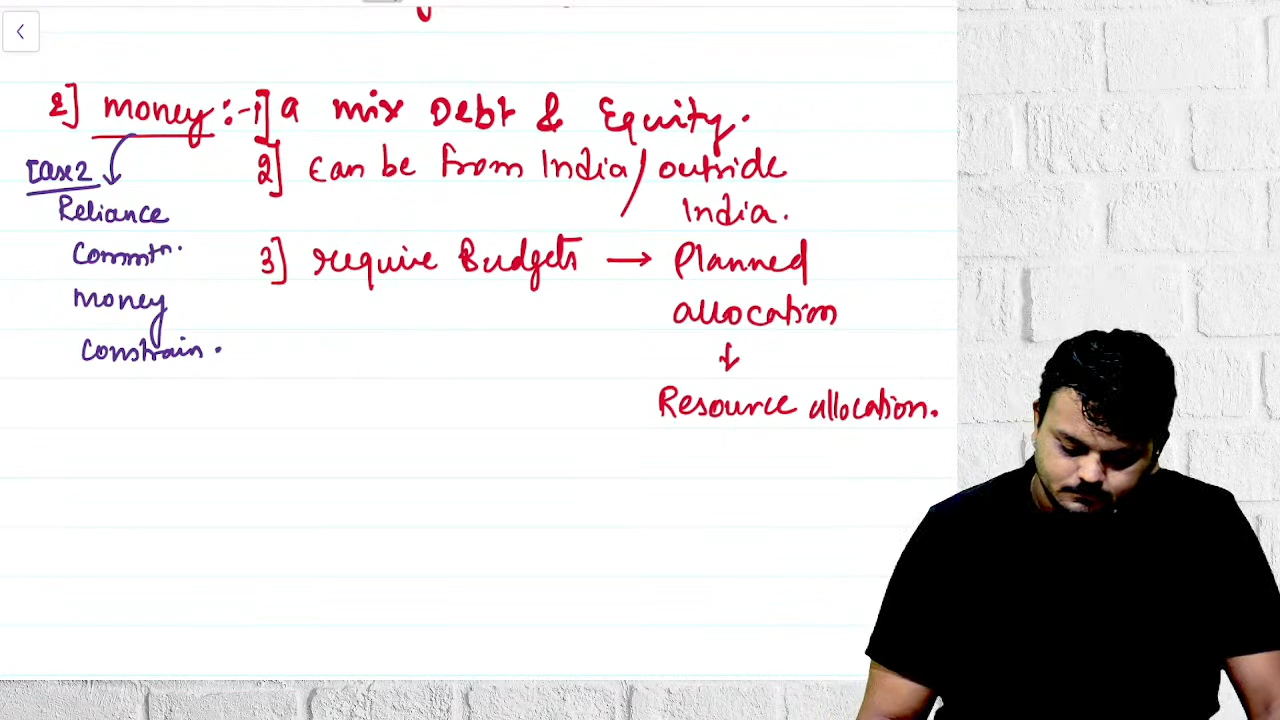 2] money :- 1] a mix Debt & Equity.
2] can be from India / outside
India.
3] require Budgets → Planned
allocation
↓
Resource allocation.
Case 2
Reliance
Commtn.
money
Constrain.